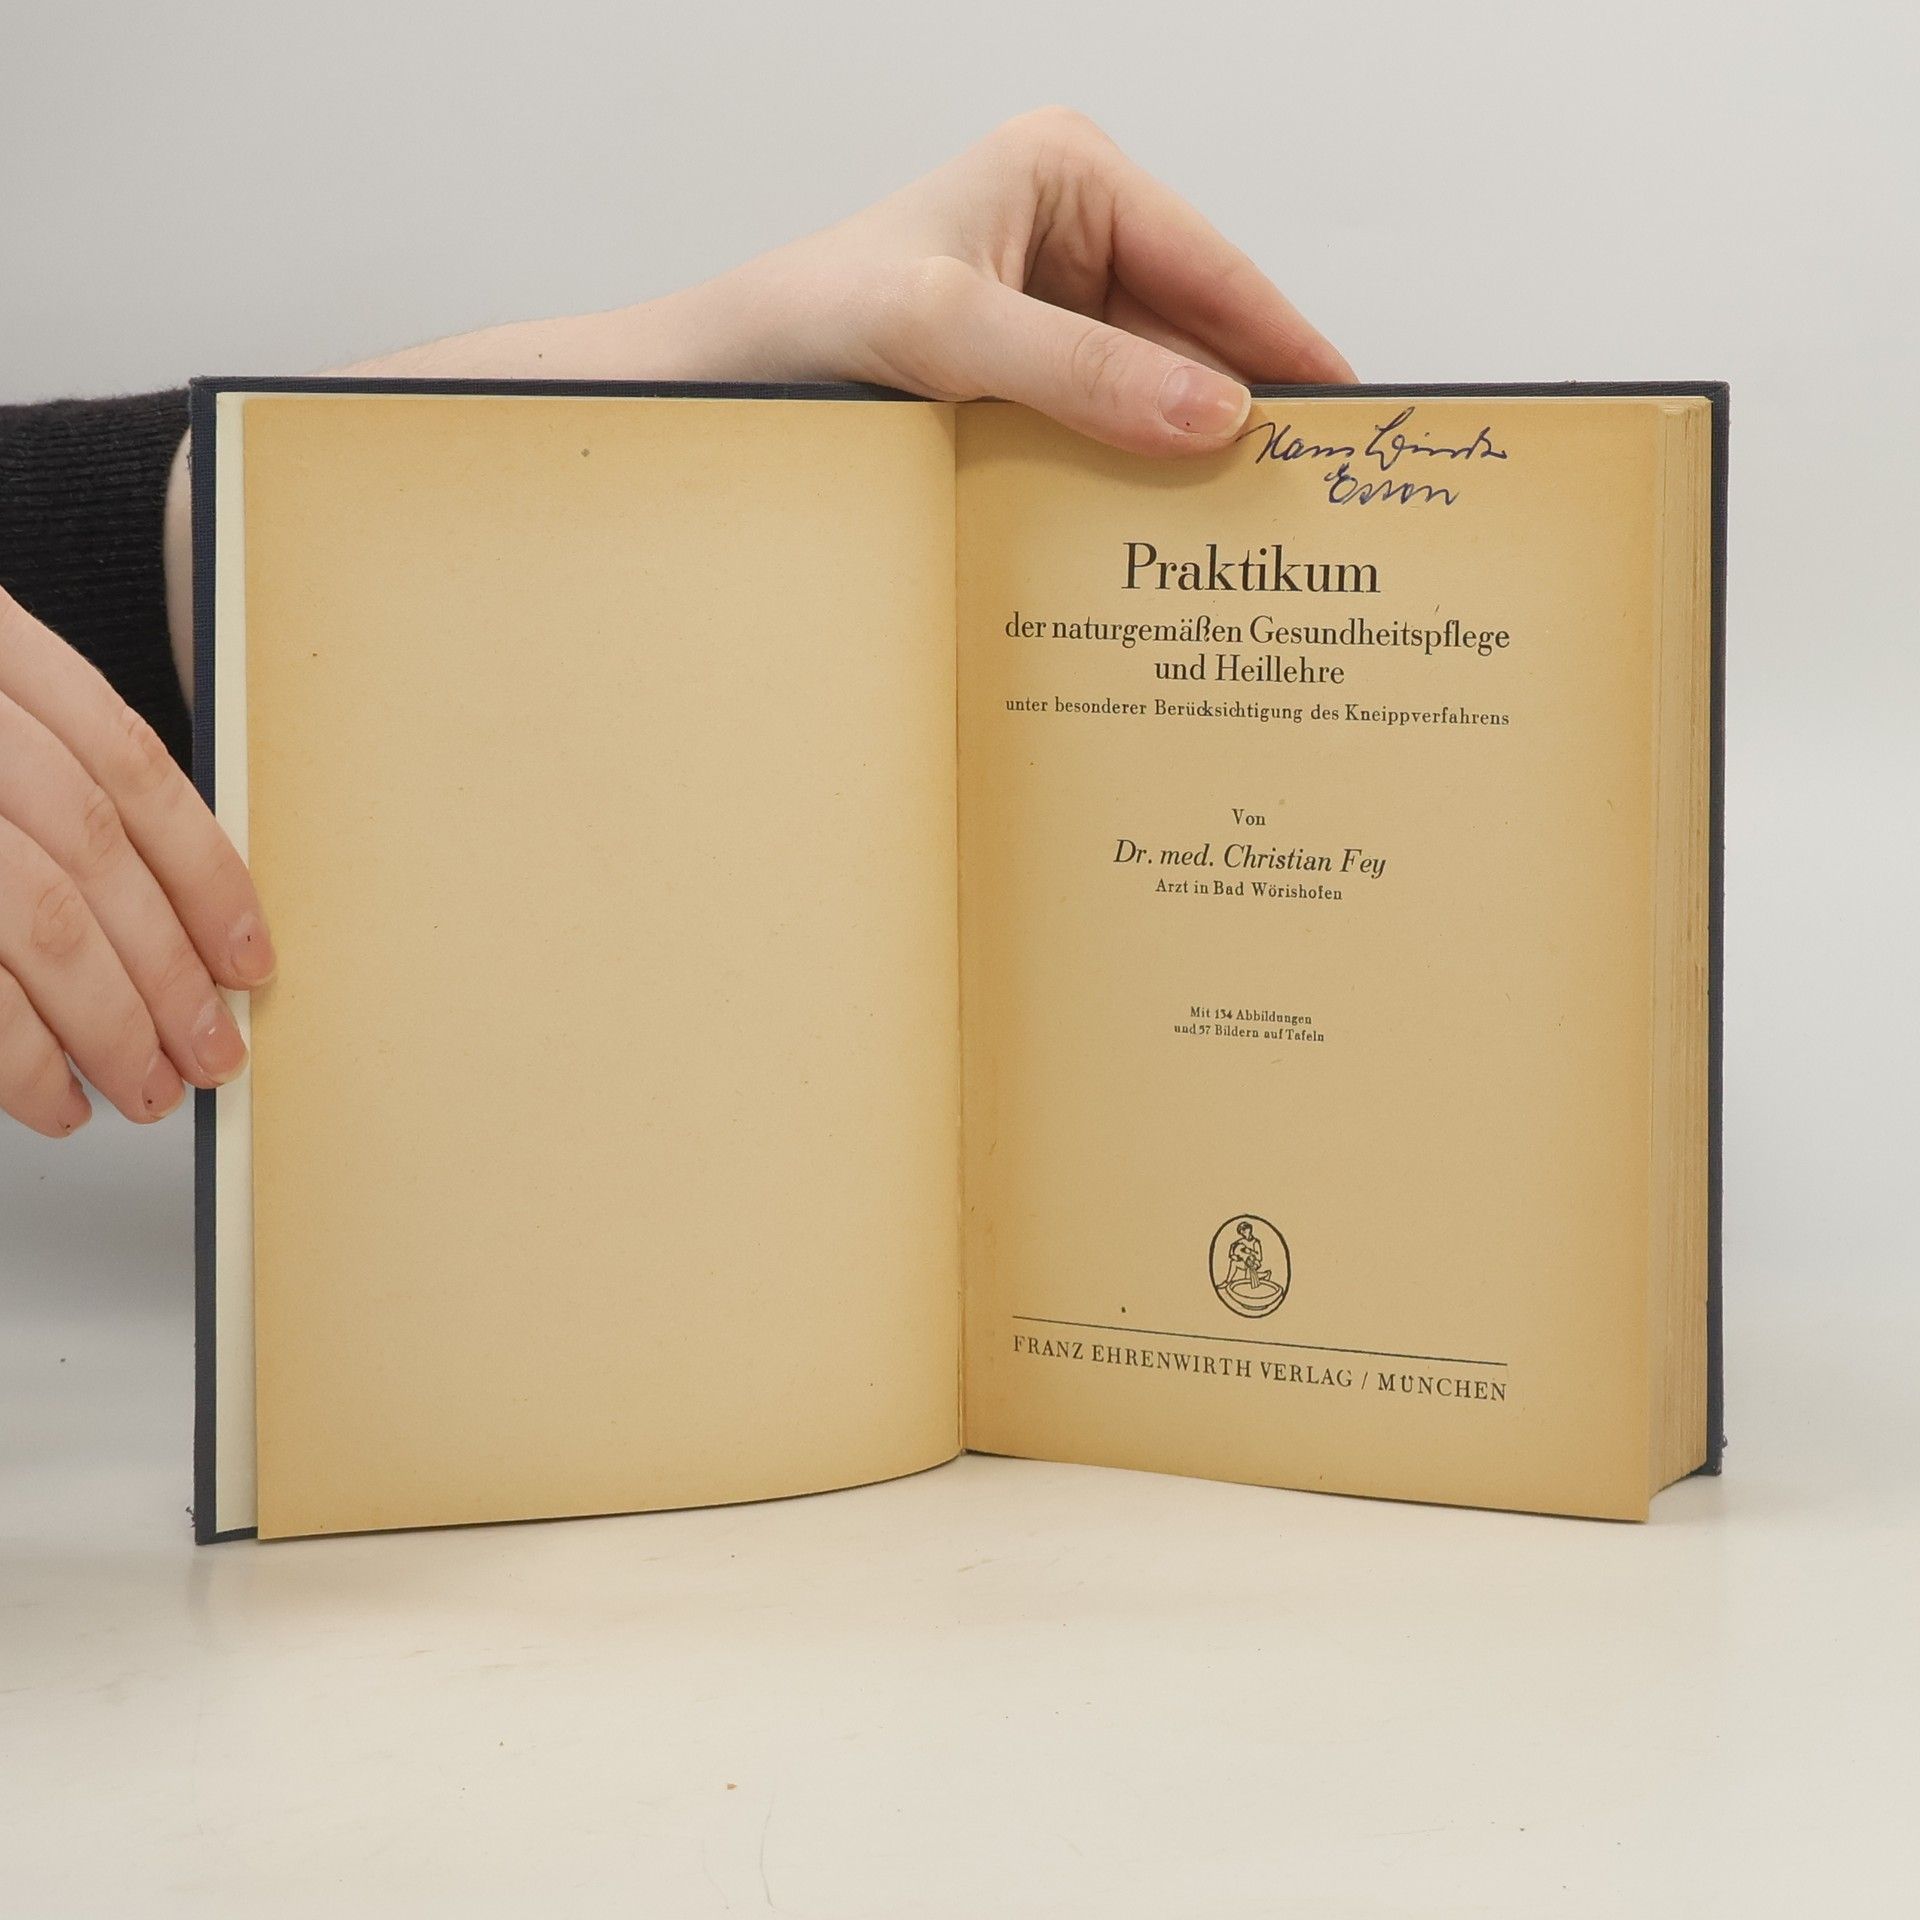 Hans
Essen
Praktikum
der naturgemäßen Gesundheitspflege
und Heillehre
unter besonderer Berücksichtigung des Kneippverfahrens
Von
Dr. med. Christian Fey
Arzt in Bad Wörishofen
Mit 134 Abbildungen
und 57 Bildern auf Tafeln
FRANZ EHRENWIRTH VERLAG / MÜNCHEN